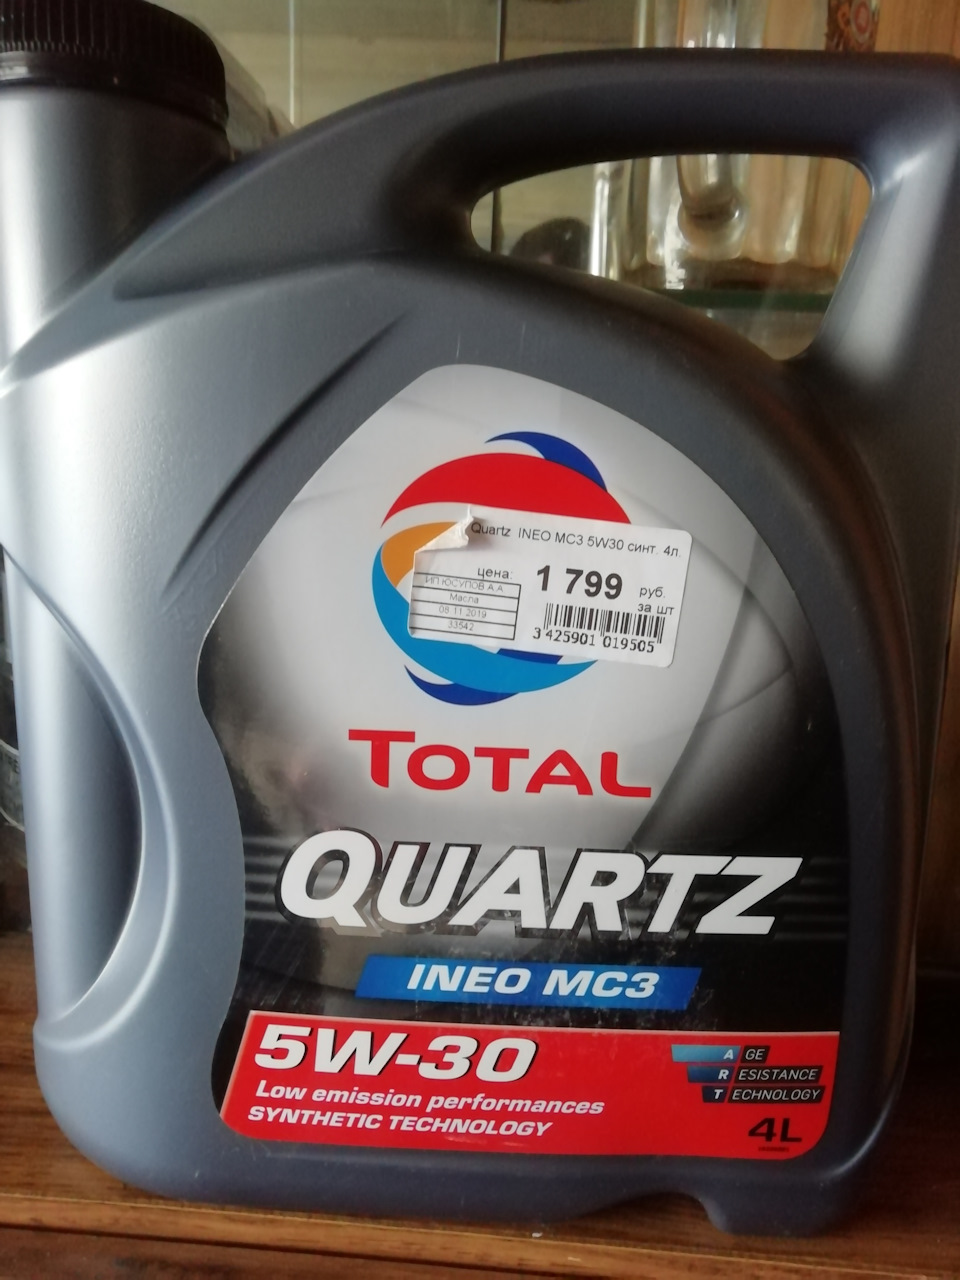 Quartz INEO MC3 5W30 синт. 4л.
цена: 1 799 руб.
за шт
ИП ЮСУПОВ А.А
Масла
08.11.2019
33542
3 425901 019505
TOTAL
QUARTZ
INEO MC3
5W-30
Low emission performances
SYNTHETIC TECHNOLOGY
AGE
RESISTANCE
TECHNOLOGY
4L